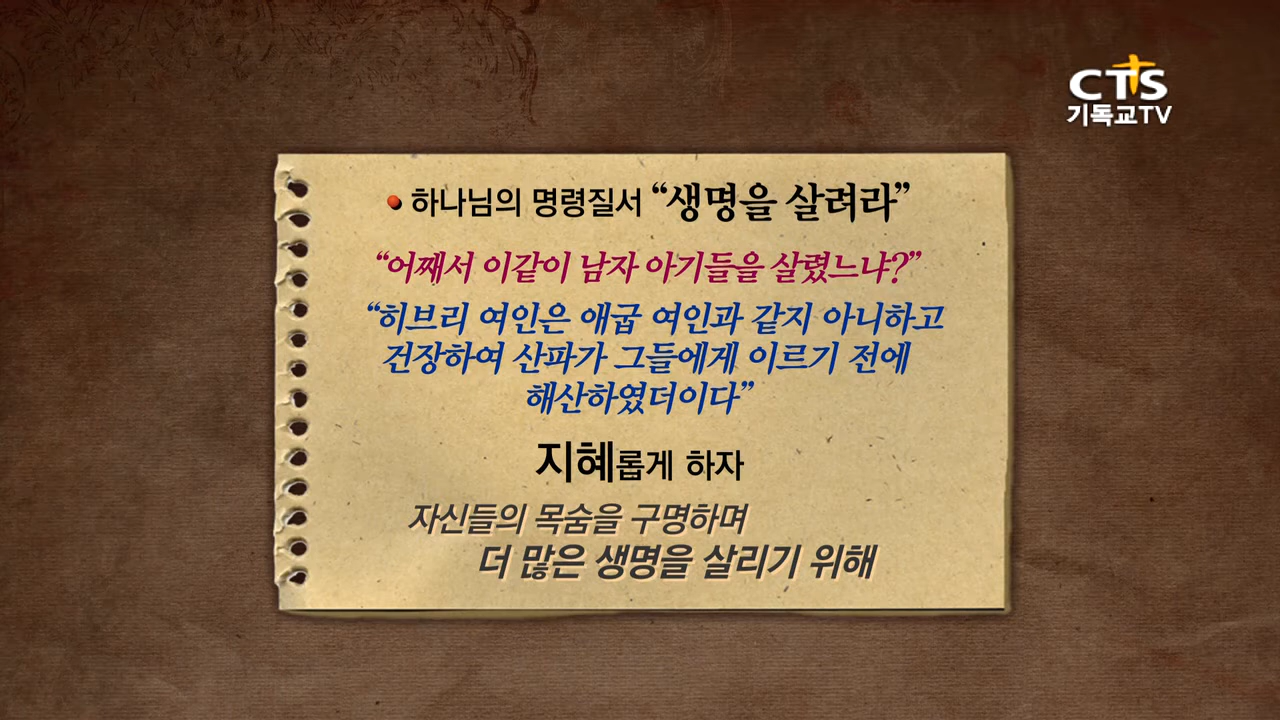 CTS
기독교TV
• 하나님의 명령질서 “생명을 살려라”
“어째서 이같이 남자 아기들을 살렸느냐?”
“히브리 여인은 애굽 여인과 같지 아니하고
건장하여 산파가 그들에게 이르기 전에
해산하였더이다”
지혜롭게 하자
자신들의 목숨을 구명하며
더 많은 생명을 살리기 위해